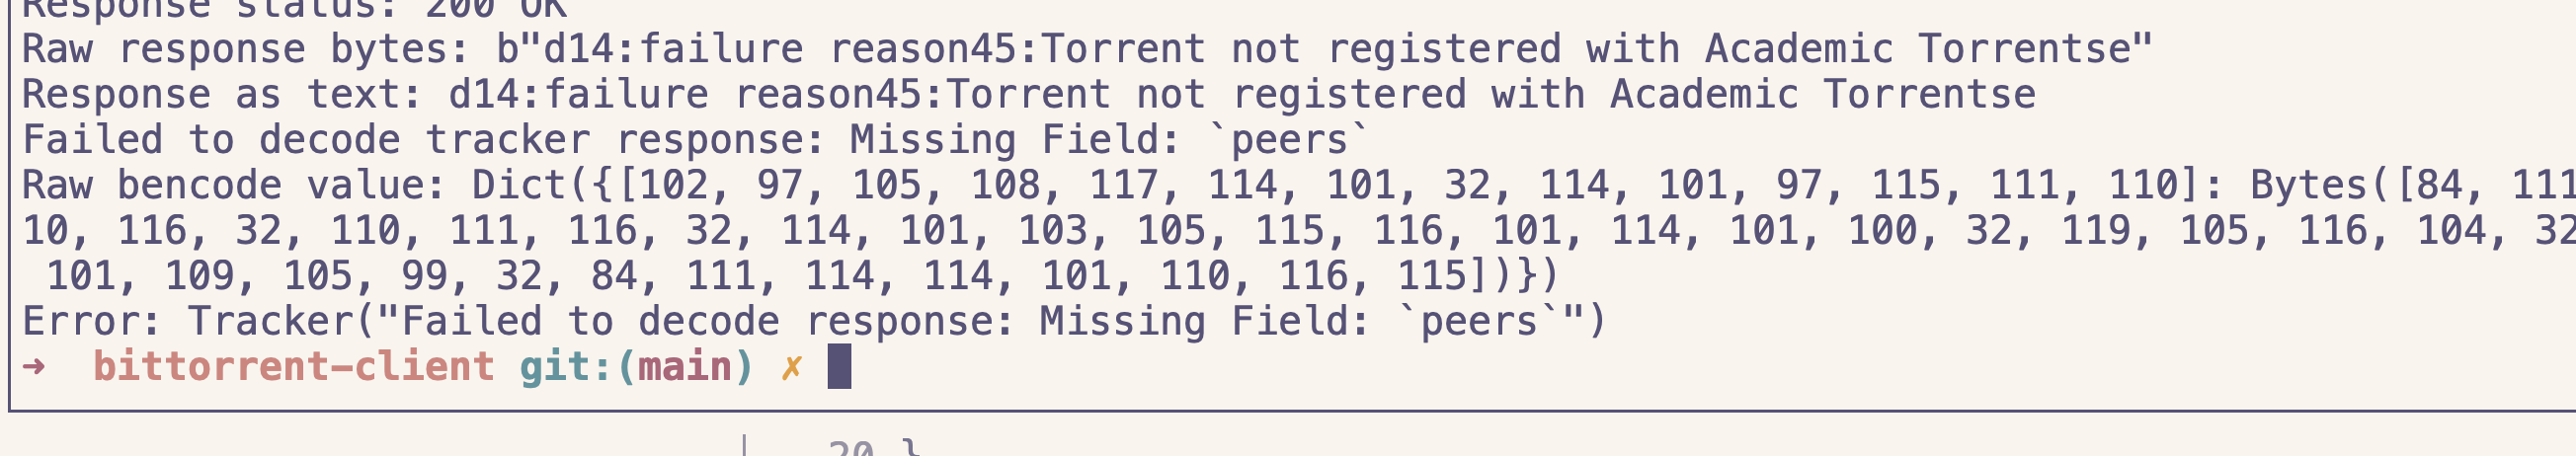 Response status: 200 OK
Raw response bytes: b"d14:failure reason45:Torrent not registered with Academic Torrentse"
Response as text: d14:failure reason45:Torrent not registered with Academic Torrentse
Failed to decode tracker response: Missing Field: `peers`
Raw bencode value: Dict({[102, 97, 105, 108, 117, 114, 101, 32, 114, 101, 97, 115, 111, 110]: Bytes([84, 111
10, 116, 32, 110, 111, 116, 32, 114, 101, 103, 105, 115, 116, 101, 114, 101, 100, 32, 119, 105, 116, 104, 32
101, 109, 105, 99, 32, 84, 111, 114, 114, 101, 110, 116, 115])})
Error: Tracker("Failed to decode response: Missing Field: `peers`")
➜ bittorrent-client git:(main) ✗
20 }